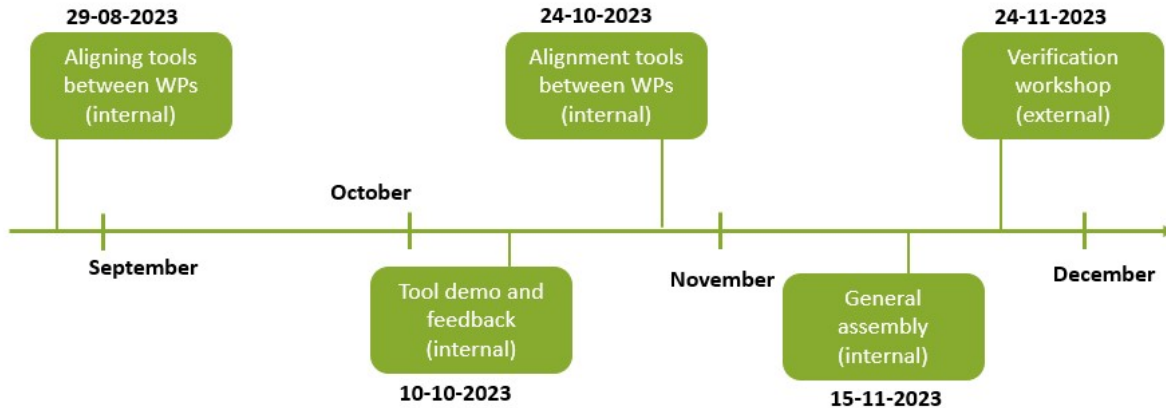 29-08-2023
Aligning tools
between WPs
(internal)
24-10-2023
Alignment tools
between WPs
(internal)
24-11-2023
Verification
workshop
(external)
October
September
November
December
Tool demo and
feedback
(internal)
10-10-2023
General
assembly
(internal)
15-11-2023